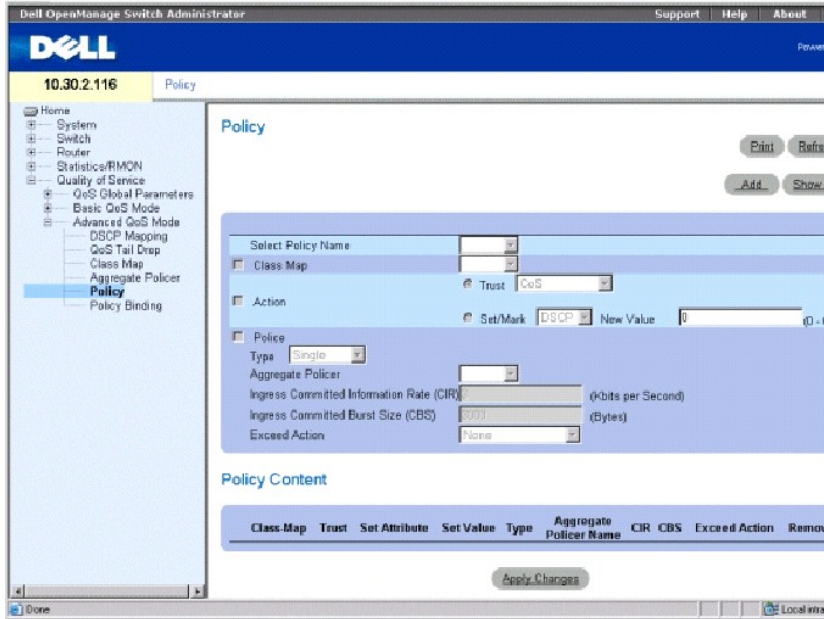 Dell OpenManage Switch Administrator
Support Help About
DELL
10.30.2.116 Policy
Home
System
Switch
Router
Statistics/RMON
Quality of Service
QoS Global Parameters
Basic QoS Mode
Advanced QoS Mode
DSCP Mapping
QoS Tail Drop
Class Map
Aggregate Policer
Policy
Policy Binding
Policy
Print
Add Show
Select Policy Name
Class Map
Trust CoS
Action
Set/Mark DSCP New Value 0 (0 -
Police
Type Single
Aggregate Policer
Ingress Committed Information Rate (CIR) (Kbits per Second)
Ingress Committed Burst Size (CBS) (Bytes)
Exceed Action None
Policy Content
Class-Map Trust Set Attribute Set Value Type Aggregate Policer Name CIR CBS Exceed Action
Apply Changes
Done Local